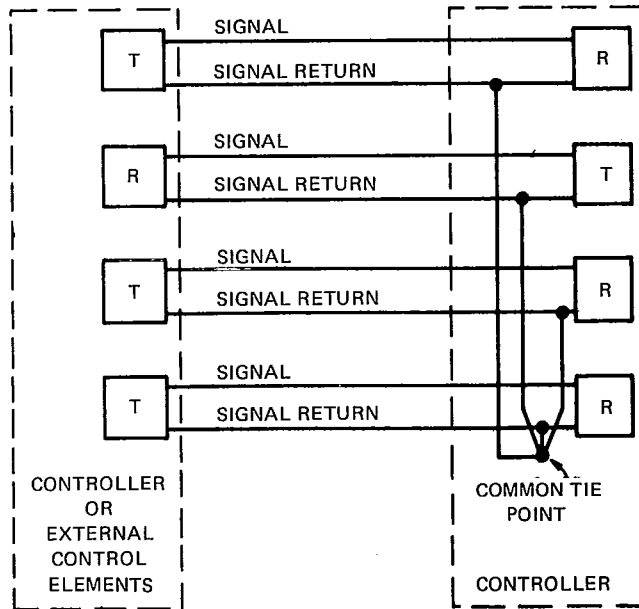 SIGNAL
T
R
SIGNAL RETURN
SIGNAL
R
T
SIGNAL RETURN
SIGNAL
T
R
SIGNAL RETURN
SIGNAL
T
R
SIGNAL RETURN
CONTROLLER
OR
EXTERNAL
CONTROL
ELEMENTS
COMMON TIE
POINT
CONTROLLER